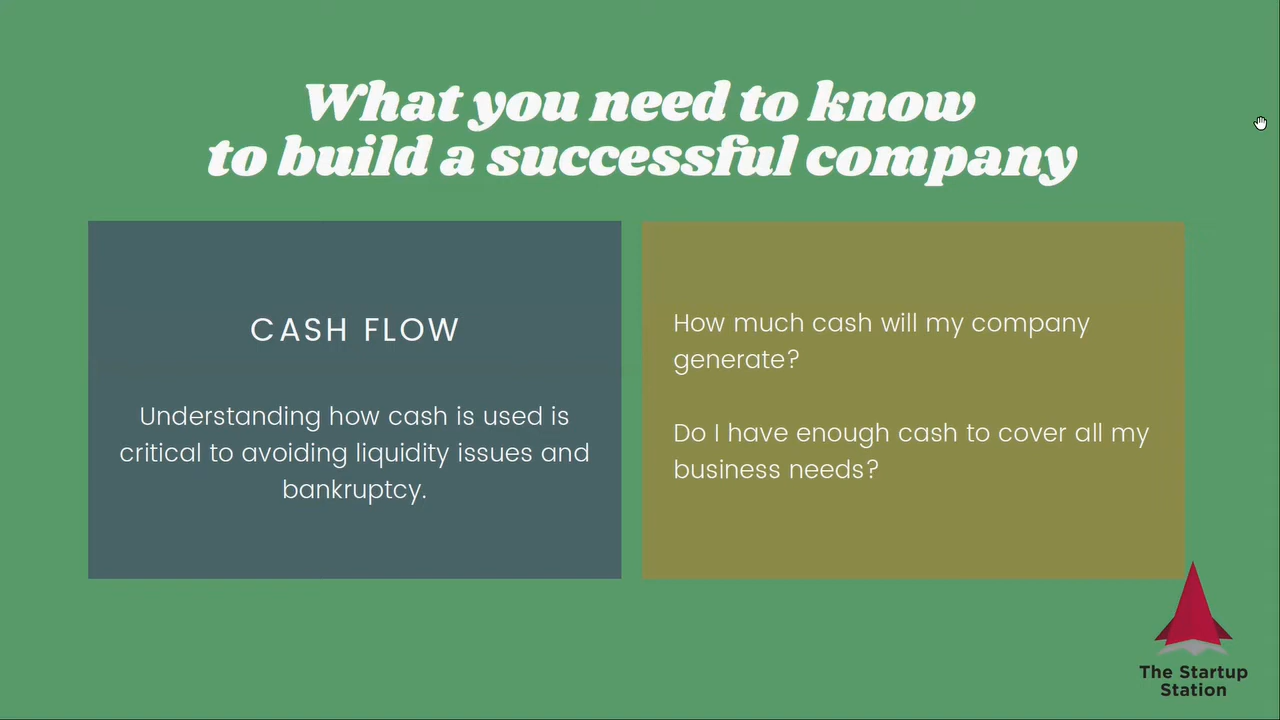 What you need to know
to build a successful company
CASH FLOW
Understanding how cash is used is
critical to avoiding liquidity issues and
bankruptcy.
How much cash will my company
generate?
Do I have enough cash to cover all my
business needs?
The Startup
Station